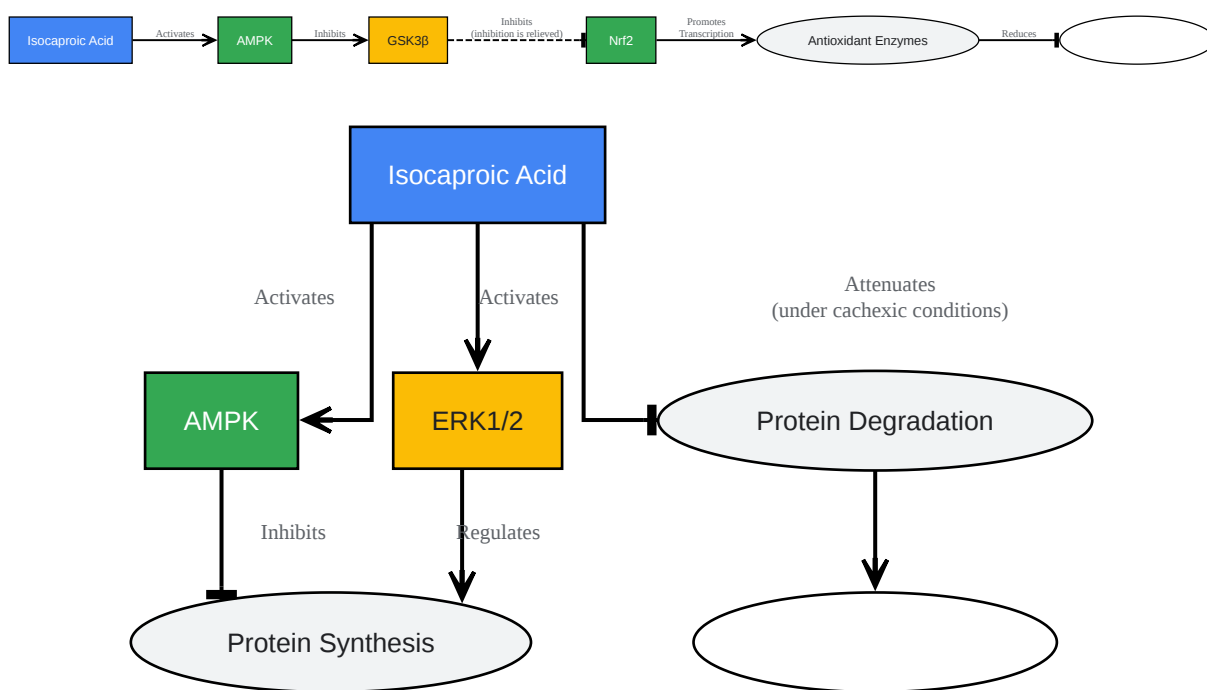 Isocaproic Acid
Activates
AMPK
Inhibits
GSK3β
Inhibits
(inhibition is relieved)
Nrf2
Promotes
Transcription
Antioxidant Enzymes
Reduces
Isocaproic Acid
Activates
Activates
Attenuates
(under cachexic conditions)
AMPK
ERK1/2
Protein Degradation
Inhibits
Regulates
Protein Synthesis